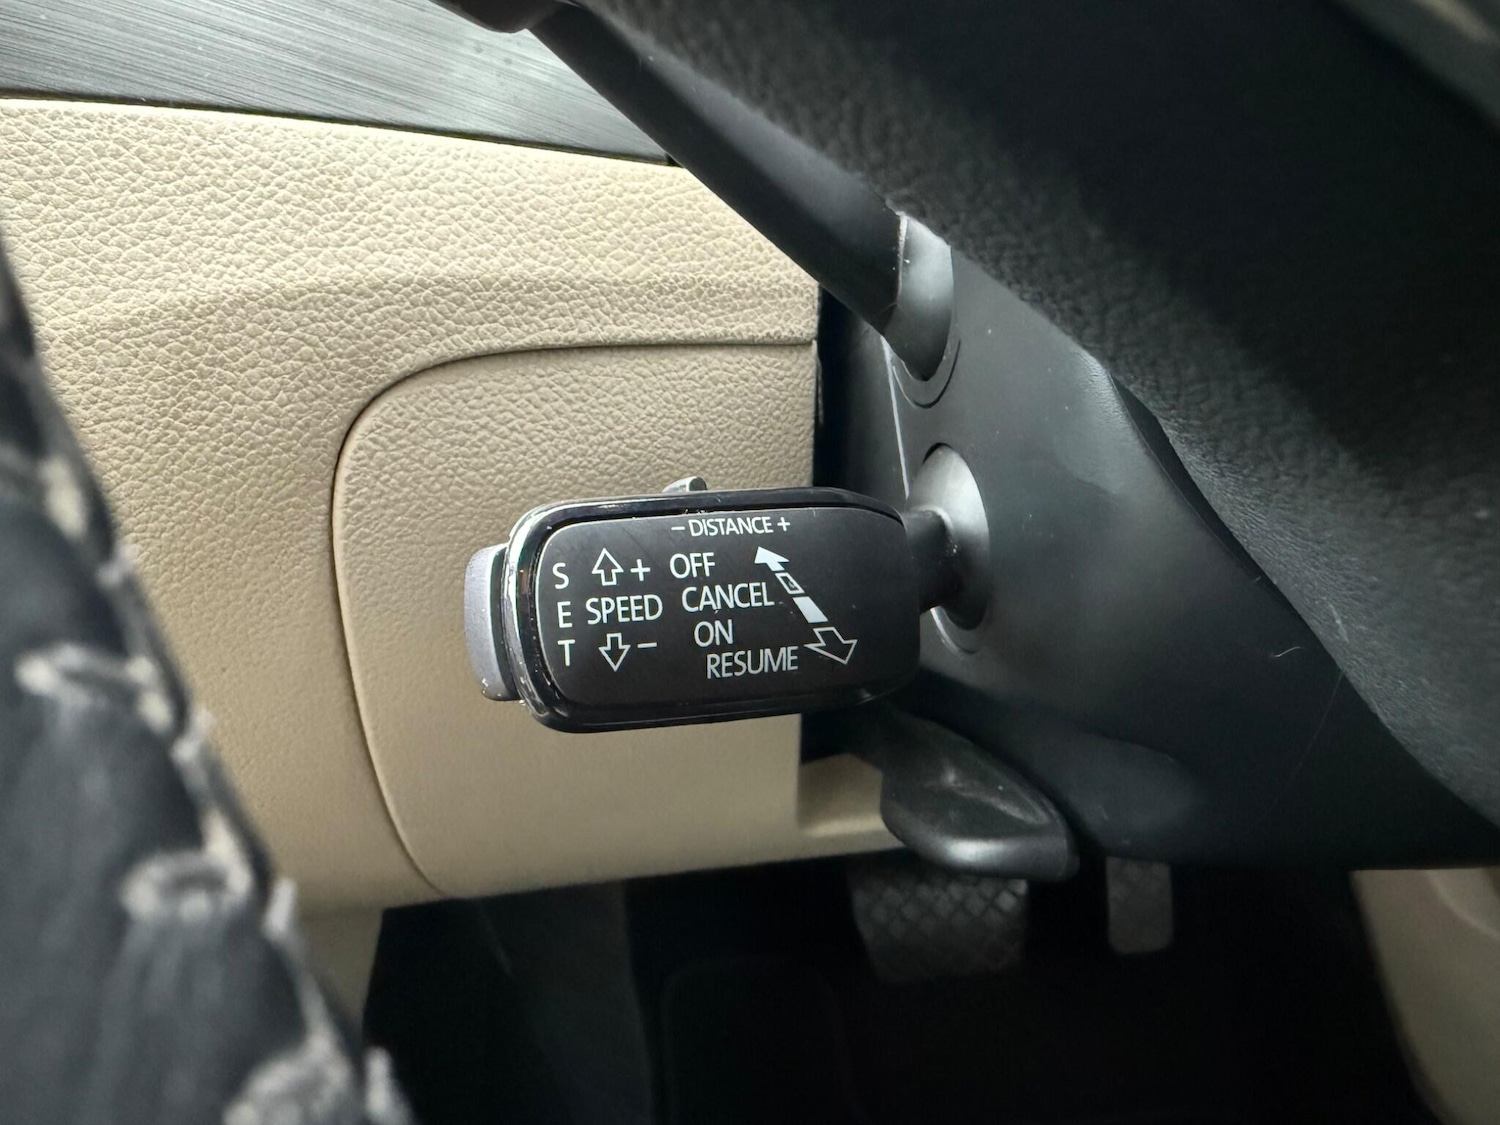 − DISTANCE +
S + OFF
E SPEED CANCEL
T − ON
RESUME